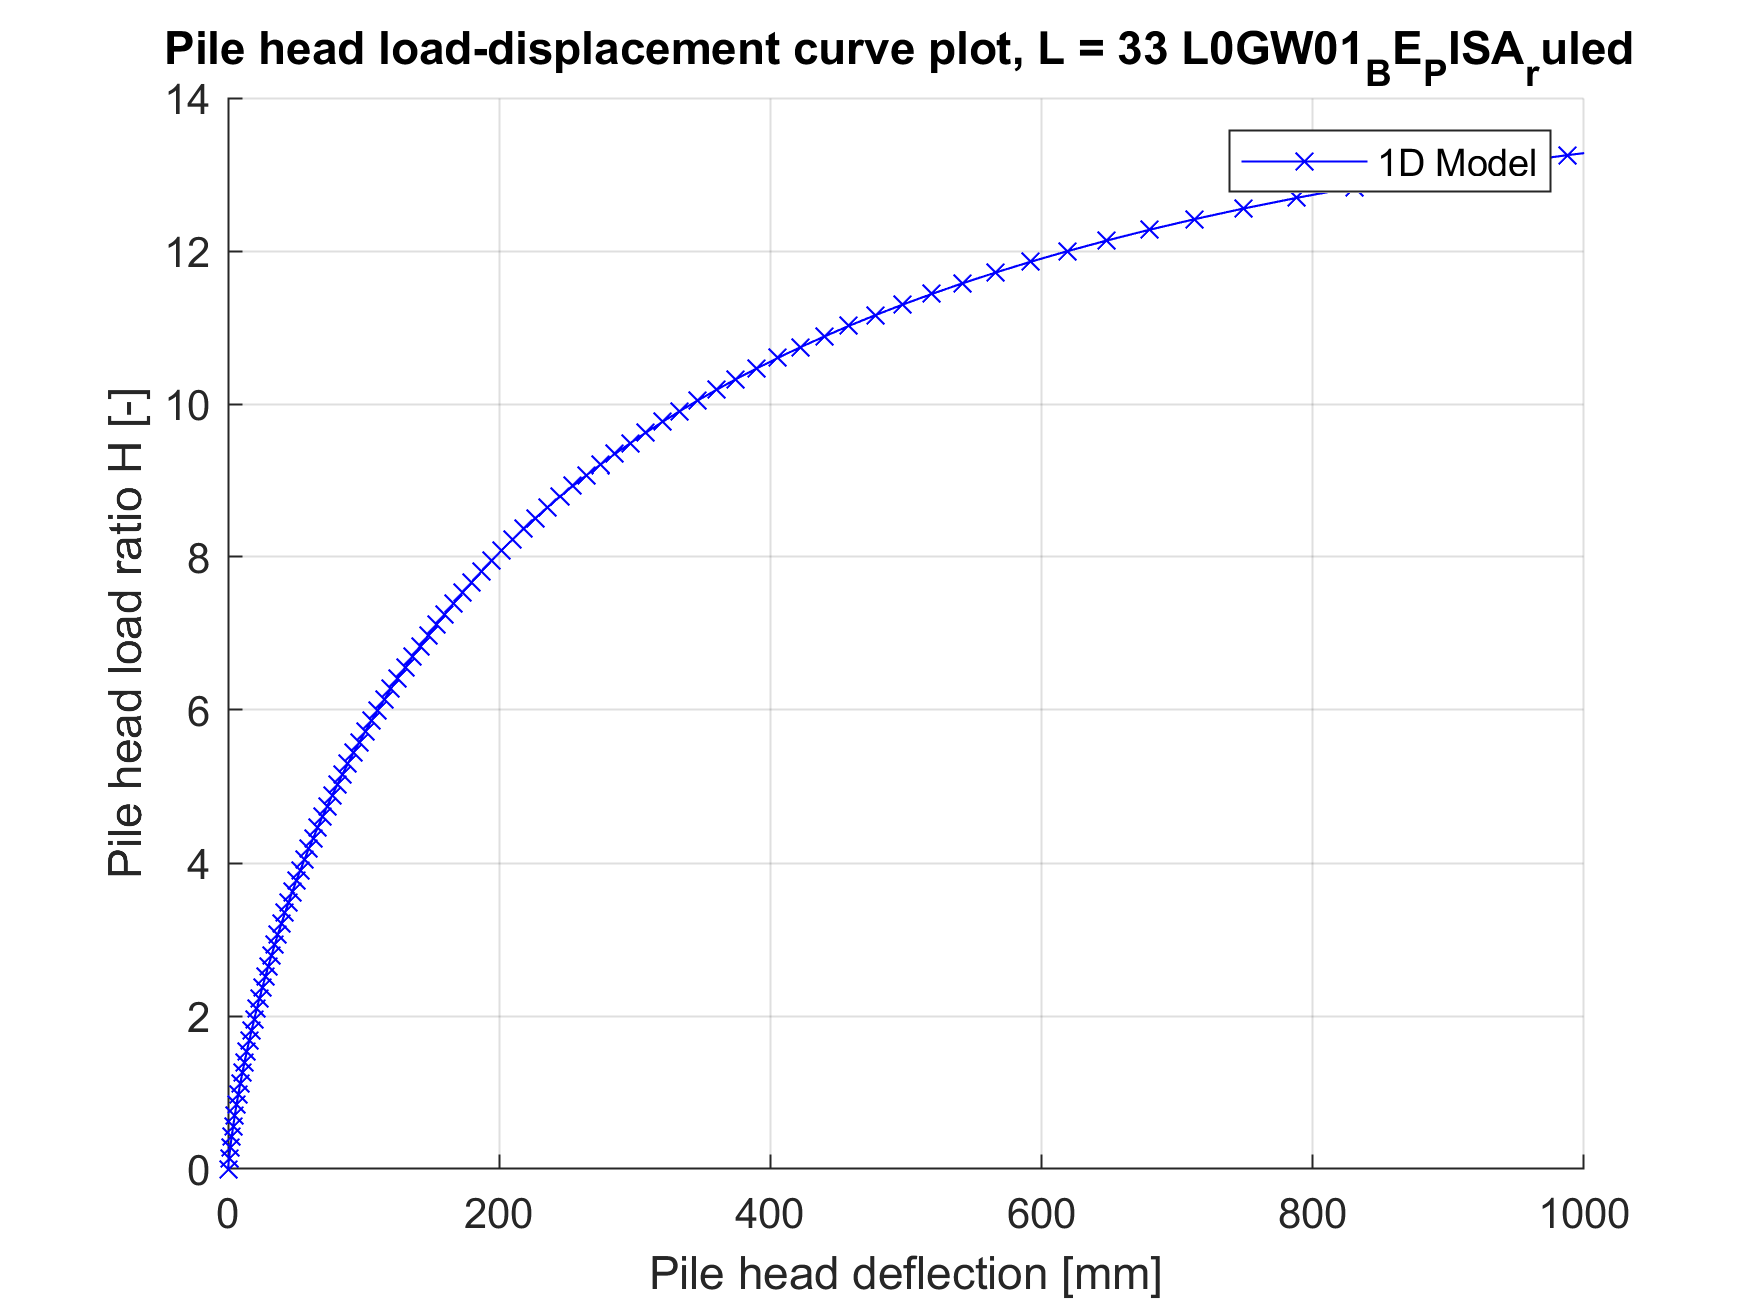 Pile head load-displacement curve plot, L = 33 L0GW01BEPISAruled
14
1D Model
12
10
8
6
4
2
0
Pile head load ratio H [-]
0 200 400 600 800 1000
Pile head deflection [mm]